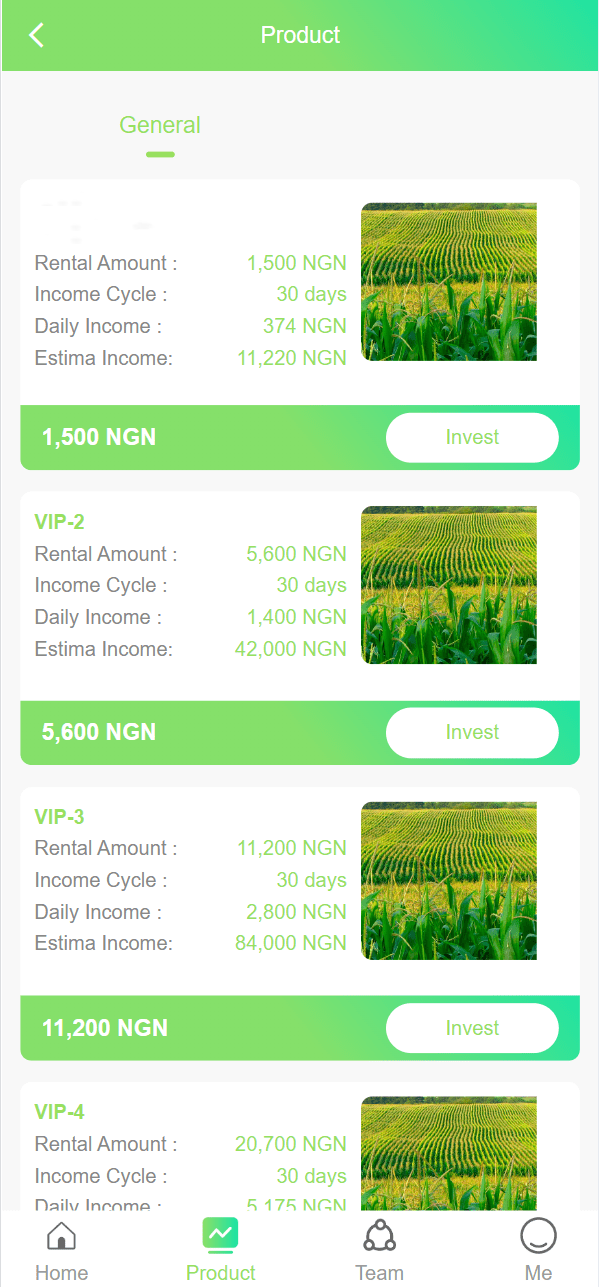 Product
General
Rental Amount : 1,500 NGN
Income Cycle : 30 days
Daily Income : 374 NGN
Estima Income: 11,220 NGN
1,500 NGN Invest
VIP-2
Rental Amount : 5,600 NGN
Income Cycle : 30 days
Daily Income : 1,400 NGN
Estima Income: 42,000 NGN
5,600 NGN Invest
VIP-3
Rental Amount : 11,200 NGN
Income Cycle : 30 days
Daily Income : 2,800 NGN
Estima Income: 84,000 NGN
11,200 NGN Invest
VIP-4
Rental Amount : 20,700 NGN
Income Cycle : 30 days
Daily Income : 5,175 NGN
Home Product Team Me